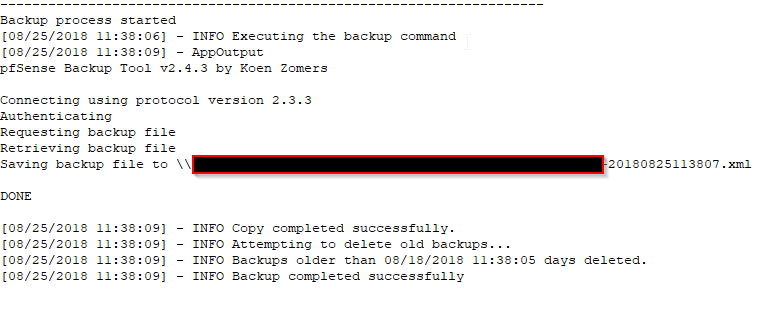 --------------------------------------------------------------------
Backup process started
[08/25/2018 11:38:06] - INFO Executing the backup command
[08/25/2018 11:38:09] - AppOutput
pfSense Backup Tool v2.4.3 by Koen Zomers
Connecting using protocol version 2.3.3
Authenticating
Requesting backup file
Retrieving backup file
Saving backup file to \\ -20180825113807.xml
DONE
[08/25/2018 11:38:09] - INFO Copy completed successfully.
[08/25/2018 11:38:09] - INFO Attempting to delete old backups...
[08/25/2018 11:38:09] - INFO Backups older than 08/18/2018 11:38:05 days deleted.
[08/25/2018 11:38:09] - INFO Backup completed successfully